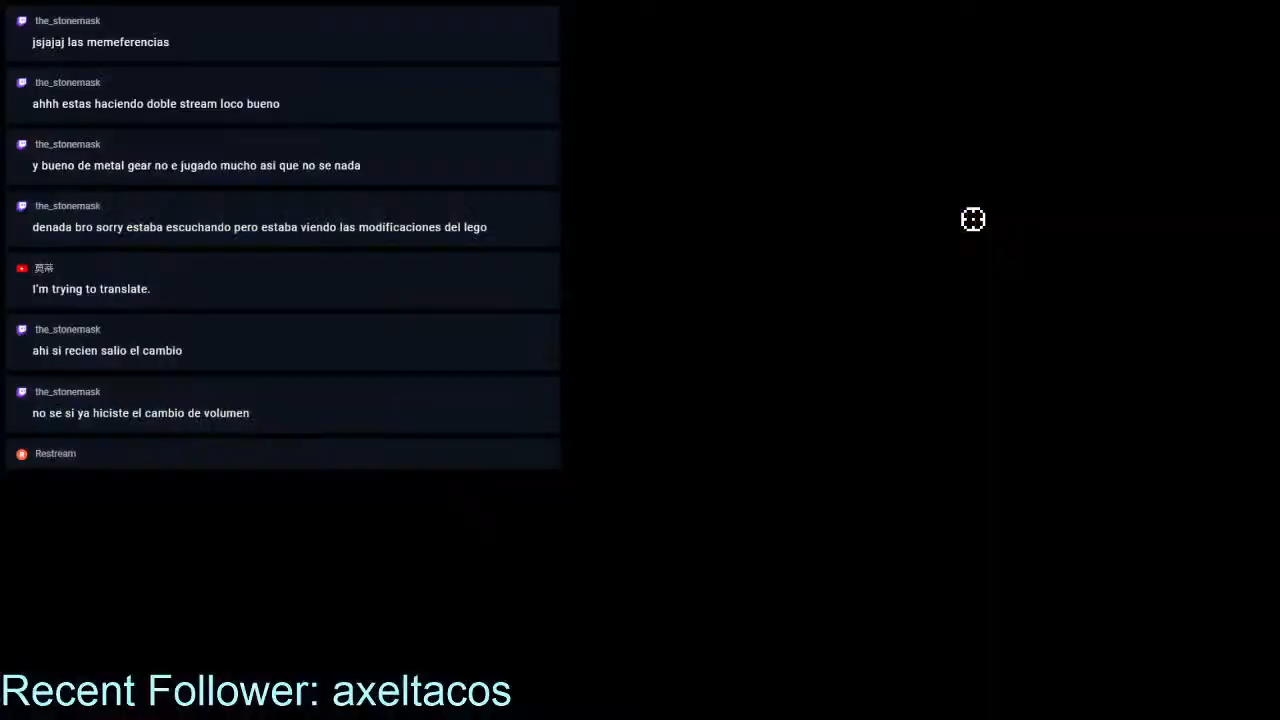 the_stonemask
jsjajaj las memeferencias
the_stonemask
ahhh estas haciendo doble stream loco bueno
the_stonemask
y bueno de metal gear no e jugado mucho asi que no se nada
the_stonemask
denada bro sorry estaba escuchando pero estaba viendo las modificaciones del lego
I'm trying to translate.
the_stonemask
ahi si recien salio el cambio
the_stonemask
no se si ya hiciste el cambio de volumen
Restream
Recent Follower: axeltacos